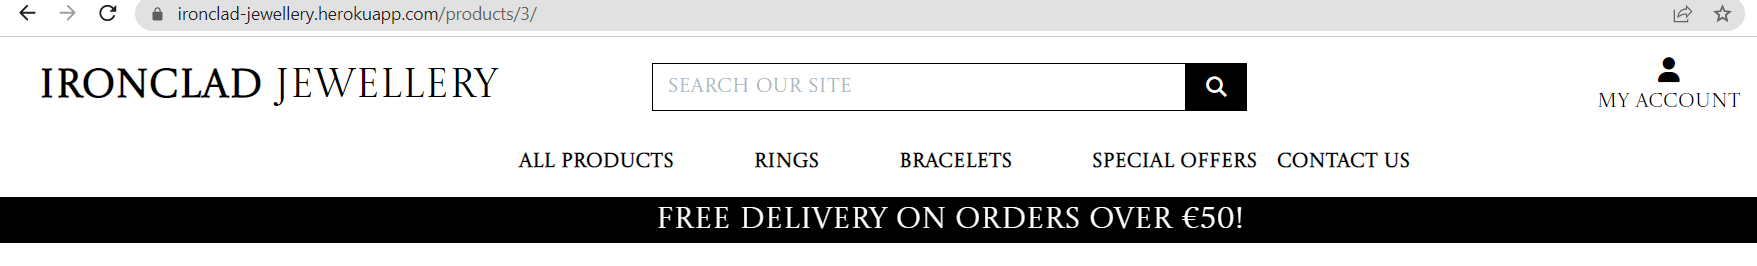 ironclad-jewellery.herokuapp.com/products/3/
IRONCLAD JEWELLERY
SEARCH OUR SITE
MY ACCOUNT
ALL PRODUCTS RINGS BRACELETS SPECIAL OFFERS CONTACT US
FREE DELIVERY ON ORDERS OVER €50!